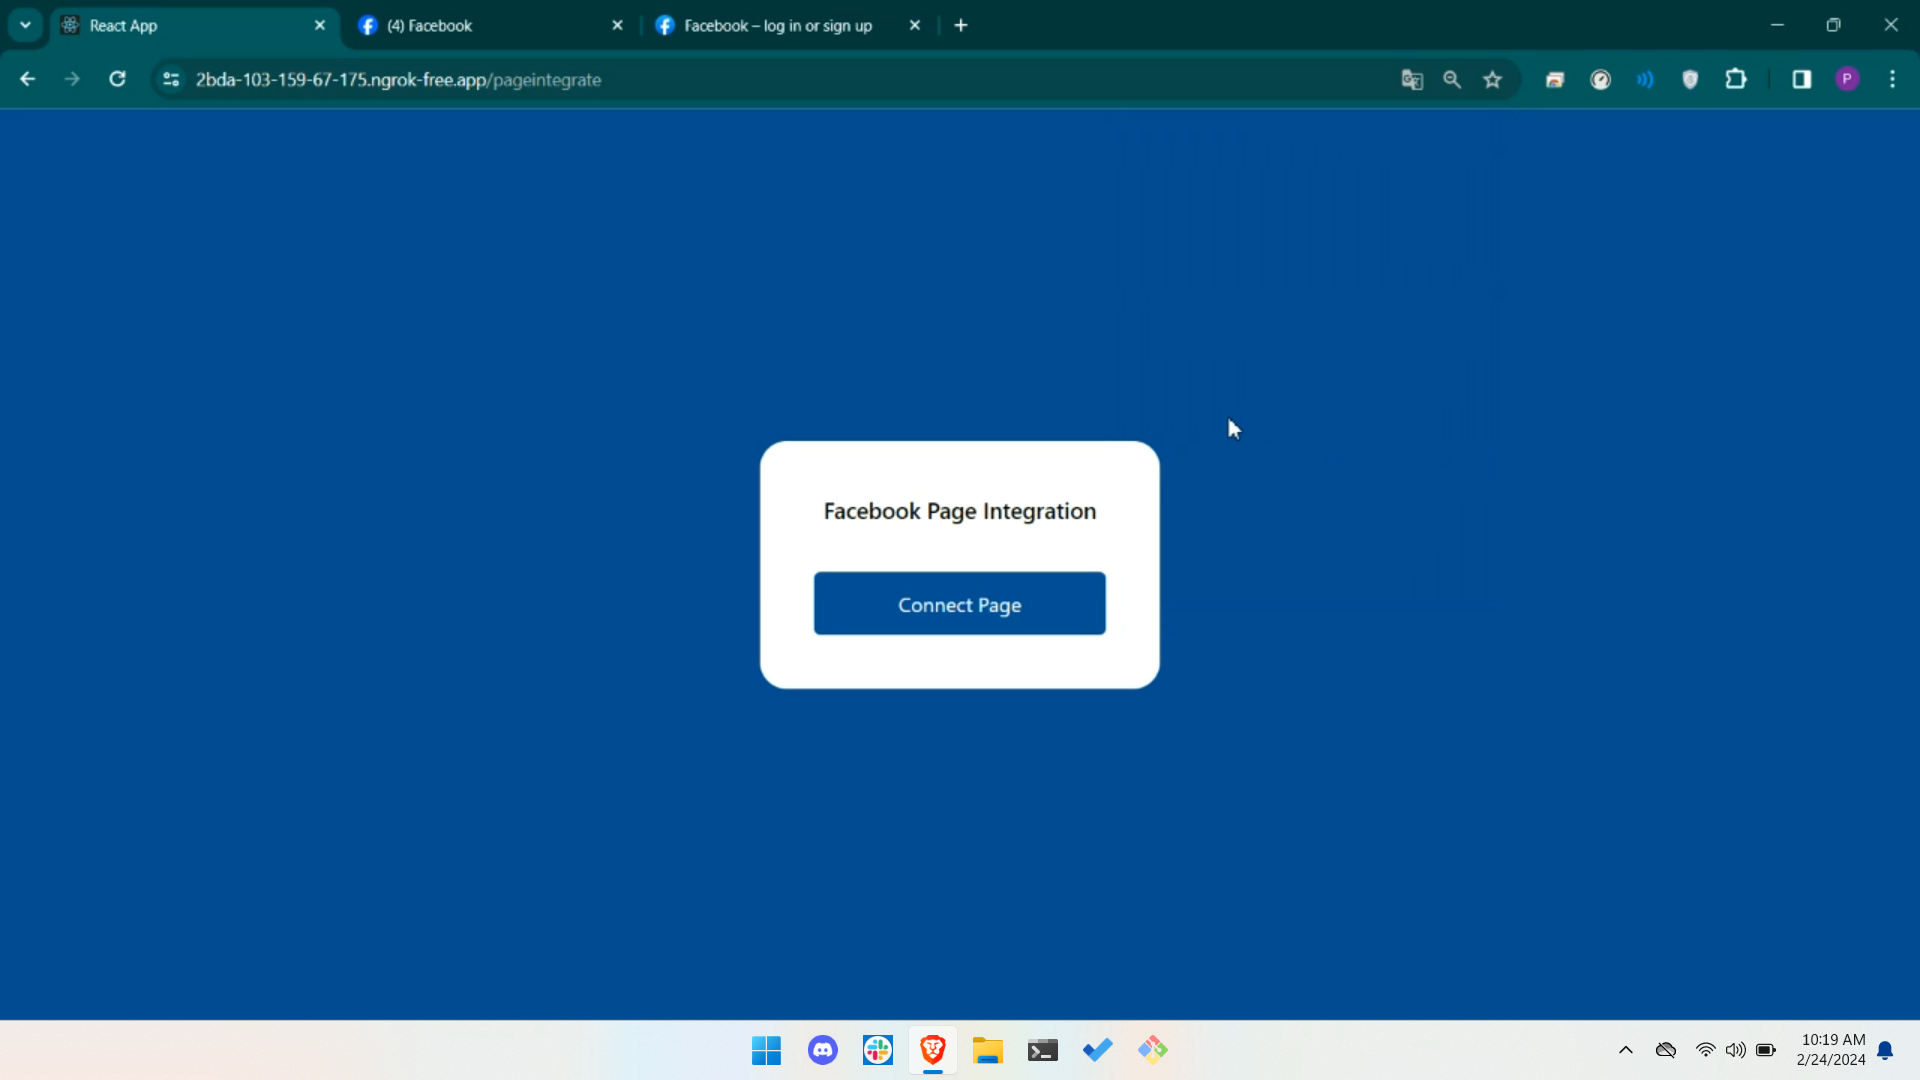 React App
(4) Facebook
Facebook – log in or sign up
2bda-103-159-67-175.ngrok-free.app/pageintegrate
P
Facebook Page Integration
Connect Page
10:19 AM
2/24/2024